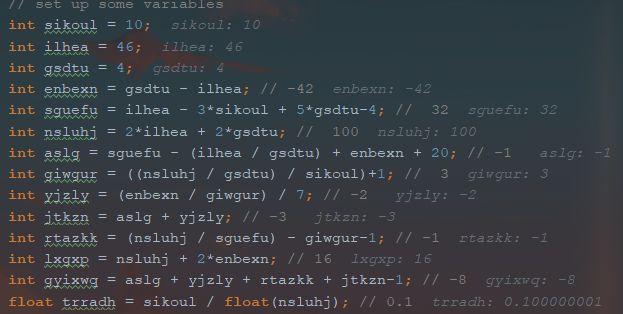 // set up some variables
int sikoul = 10; sikoul: 10
int ilhea = 46; ilhea: 46
int gsdtu = 4; gsdtu: 4
int enbexn = gsdtu - ilhea; // -42 enbexn: -42
int sguefu = ilhea - 3*sikoul + 5*gsdtu-4; // 32 sguefu: 32
int nsluhj = 2*ilhea + 2*gsdtu; // 100 nsluhj: 100
int aslg = sguefu - (ilhea / gsdtu) + enbexn + 20; // -1 aslg: -1
int giwgur = ((nsluhj / gsdtu) / sikoul)+1; // 3 giwgur: 3
int yjzly = (enbexn / giwgur) / 7; // -2 yjzly: -2
int jtkzn = aslg + yjzly; // -3 jtkzn: -3
int rtazkk = (nsluhj / sguefu) - giwgur-1; // -1 rtazkk: -1
int lxgxp = nsluhj + 2*enbexn; // 16 lxgxp: 16
int gyixwg = aslg + yjzly + rtazkk + jtkzn-1; // -8 gyixwg: -8
float trradh = sikoul / float(nsluhj); // 0.1 trradh: 0.100000001